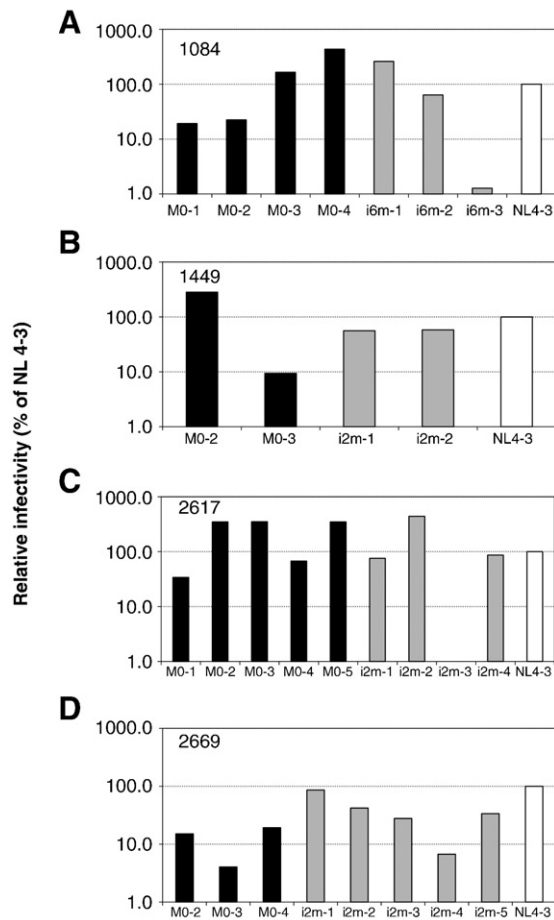 Relative infectivity (% of NL 4-3)
A
1084
1000.0
100.0
10.0
1.0
M0-1 M0-2 M0-3 M0-4 i6m-1 i6m-2 i6m-3 NL4-3
B
1449
1000.0
100.0
10.0
1.0
M0-2 M0-3 i2m-1 i2m-2 NL4-3
C
2617
1000.0
100.0
10.0
1.0
M0-1 M0-2 M0-3 M0-4 M0-5 i2m-1 i2m-2 i2m-3 i2m-4 NL4-3
D
2669
1000.0
100.0
10.0
1.0
M0-2 M0-3 M0-4 i2m-1 i2m-2 i2m-3 i2m-4 i2m-5 NL4-3